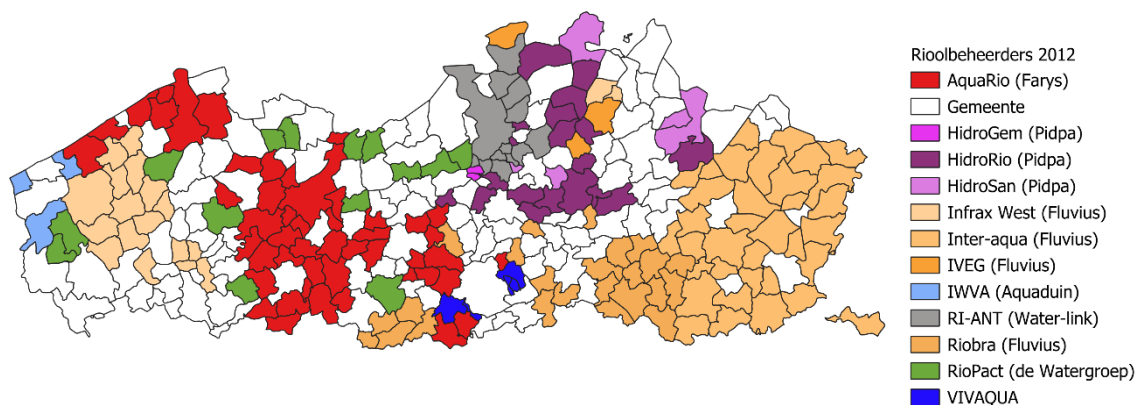 Rioolbeheerders 2012
AquaRio (Farys)
Gemeente
HidroGem (Pidpa)
HidroRio (Pidpa)
HidroSan (Pidpa)
Infrax West (Fluvius)
Inter-aqua (Fluvius)
IVEG (Fluvius)
IWVA (Aquaduin)
RI-ANT (Water-link)
Riobra (Fluvius)
RioPact (de Watergroep)
VIVAQUA